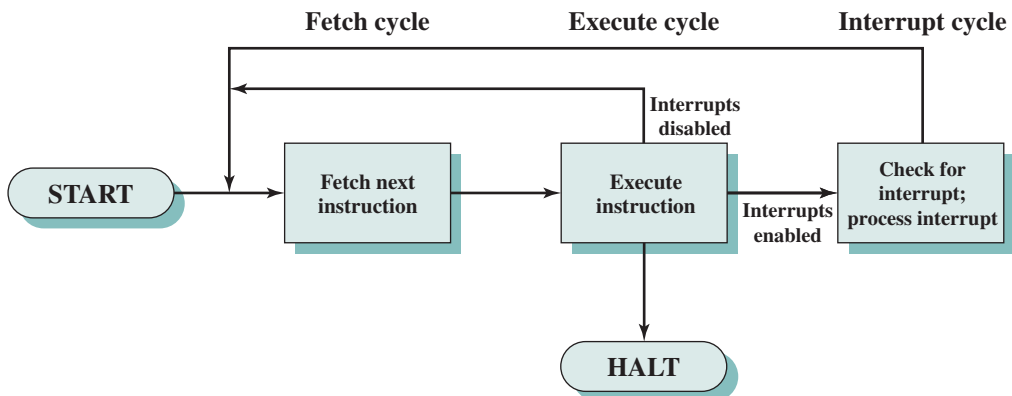 Fetch cycle
Execute cycle
Interrupt cycle
Interrupts
disabled
START
Fetch next
instruction
Execute
instruction
Interrupts
enabled
Check for
interrupt;
process interrupt
HALT